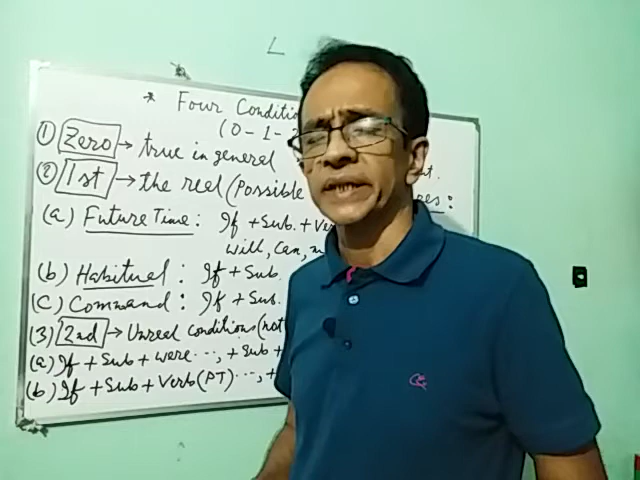 * Four Conditi
(0-1-2
① Zero → true in general
② 1st → the reel (possible
(a) Future Time: If + Sub. + Ver
will, Can, m
(b) Habitual: If + Sub.
(C) Command: If + Sub.
(3) 2nd → Unreal conditions (not
(a) If + Sub + were ..., + Sub +
(b) If + Sub + Verb (PT) ..., +